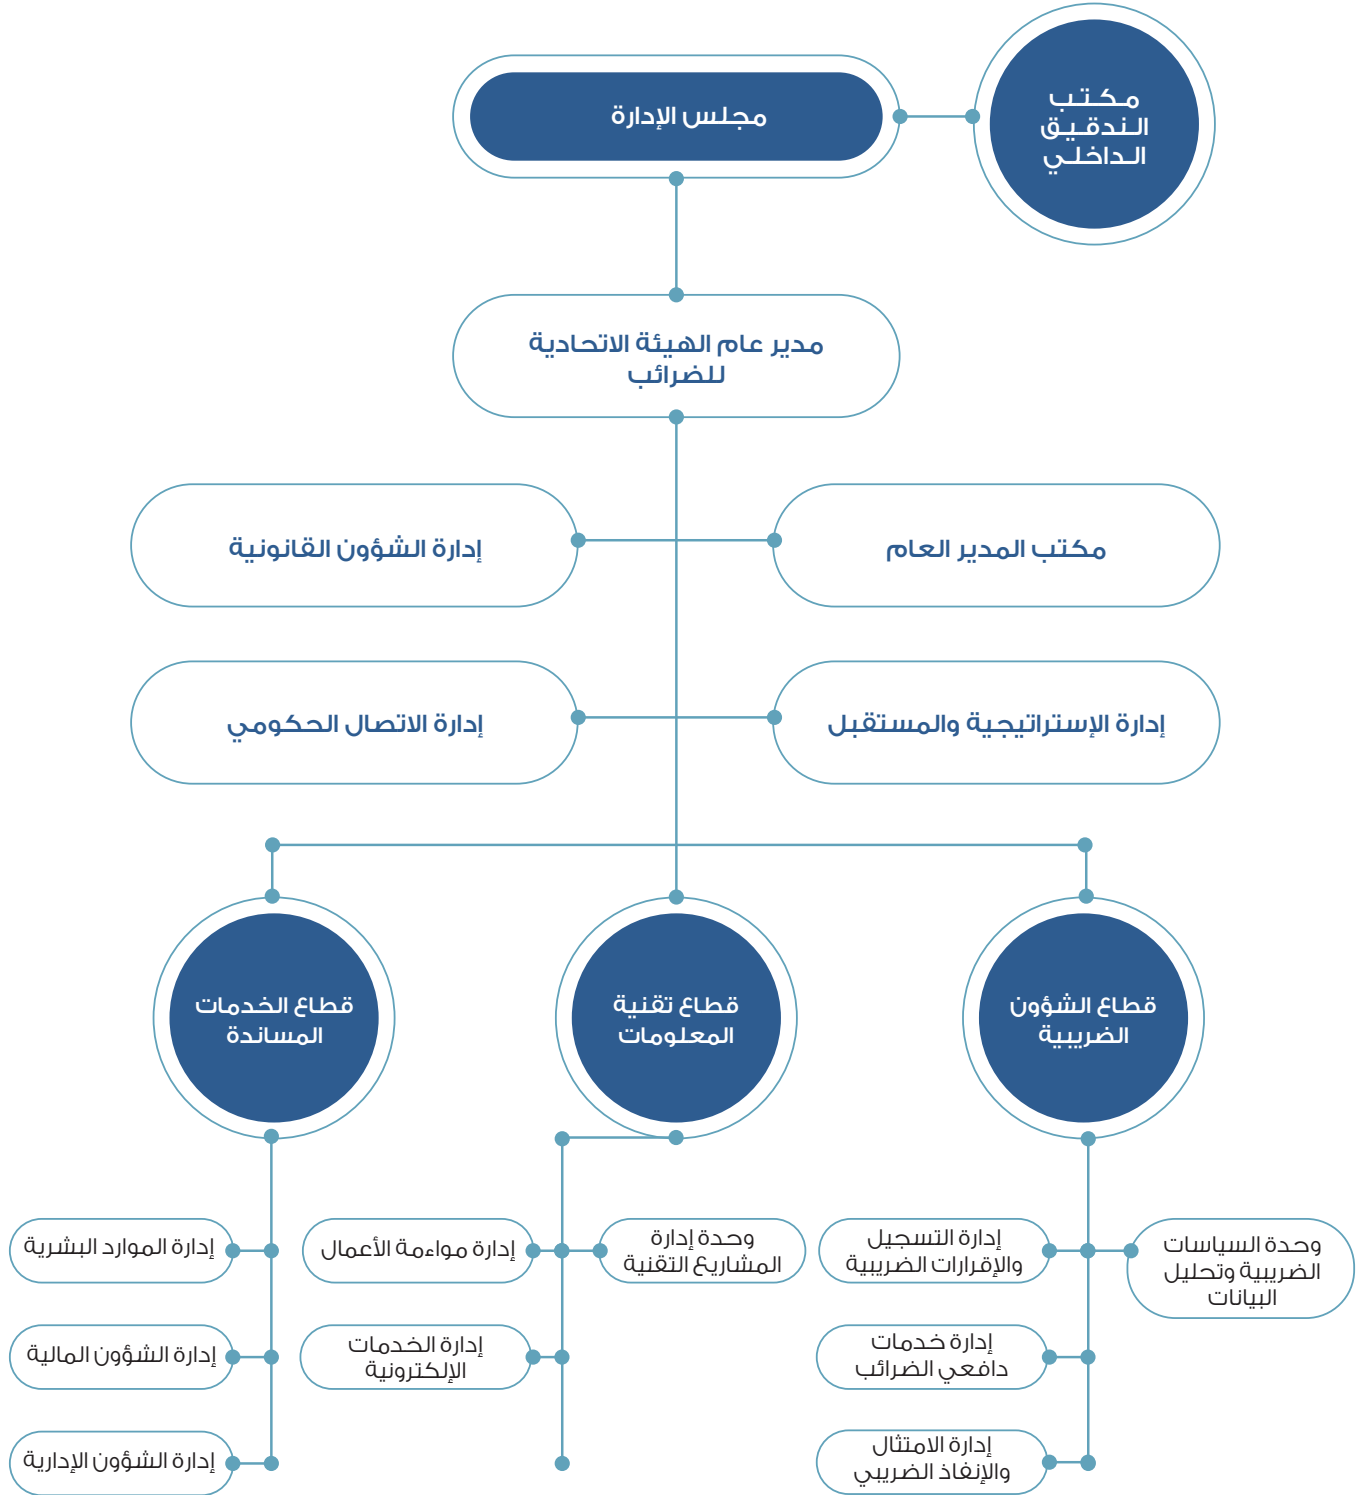 مكتب
الندقيق
الداخلي
مجلس الإدارة
مدير عام الهيئة الاتحادية
للضرائب
مكتب المدير العام
إدارة الشؤون القانونية
إدارة الإستراتيجية والمستقبل
إدارة الاتصال الحكومي
قطاع الشؤون
الضريبية
قطاع تقنية
المعلومات
قطاع الخدمات
المساندة
وحدة السياسات
الضريبية وتحليل
البيانات
إدارة التسجيل
والإقرارات الضريبية
وحدة إدارة
المشاريع التقنية
إدارة مواءمة الأعمال
إدارة الموارد البشرية
إدارة خدمات
دافعي الضرائب
إدارة الخدمات
الإلكترونية
إدارة الشؤون المالية
إدارة الامتثال
والإنفاذ الضريبي
إدارة الشؤون الإدارية